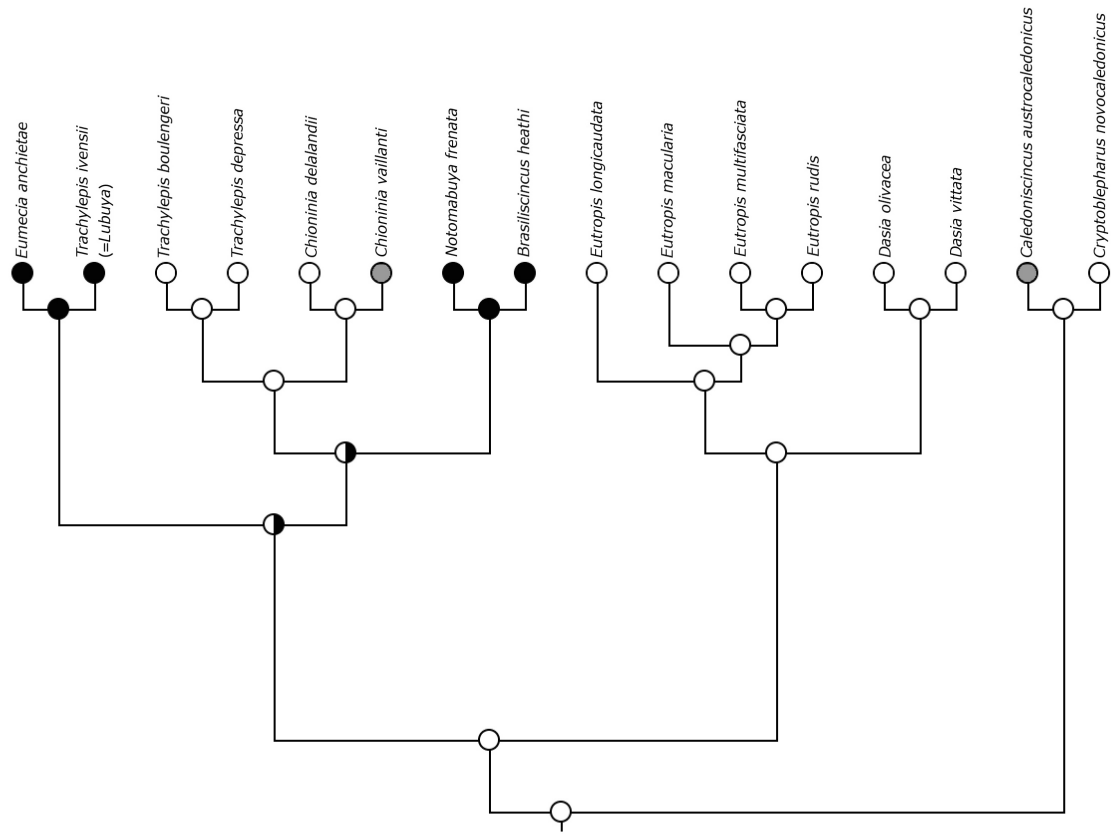 Eumecia anchietae
Trachylepis ivensii
(=Lubuya)
Trachylepis boulengeri
Trachylepis depressa
Chioninia delalandii
Chioninia vaillanti
Notomabuya frenata
Brasiliscincus heathi
Eutropis longicaudata
Eutropis macularia
Eutropis multifasciata
Eutropis rudis
Dasia olivacea
Dasia vittata
Caledoniscincus austrocaledonicus
Cryptoblepharus novocaledonicus